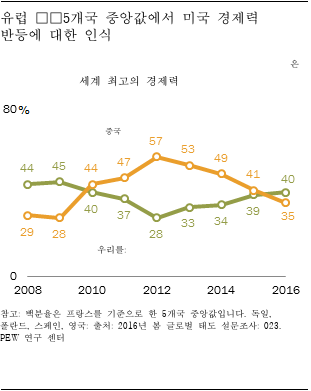 유럽 □□5개국 중앙값에서 미국 경제력
반등에 대한 인식
은
세계 최고의 경제력
80%
중국
57
53
49
47
45
44
44
41
40
40
39
37
35
34
33
29
28
28
우리를:
0
2008 2010 2012 2014 2016
참고: 백분율은 프랑스를 기준으로 한 5개국 중앙값입니다. 독일,
폴란드, 스페인, 영국: 출처: 2016년 봄 글로벌 태도 설문조사: 023.
PEW 연구 센터